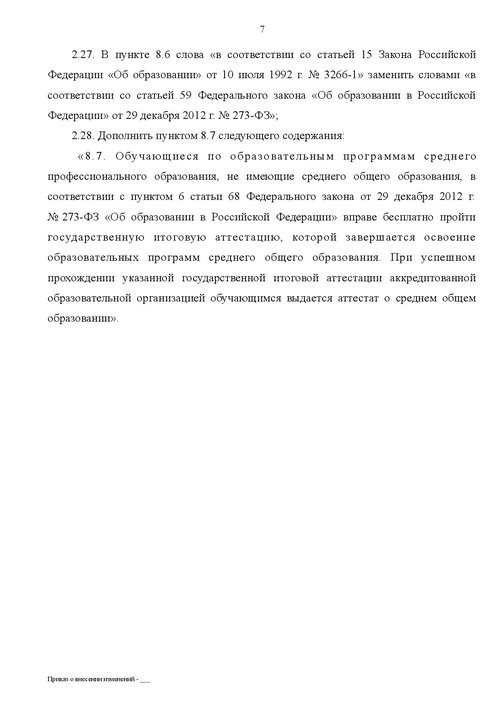 7
2.27. В пункте 8.6 слова «в соответствии со статьей 15 Закона Российской
Федерации «Об образовании» от 10 июля 1992 г. № 3266-1» заменить словами «в
соответствии со статьей 59 Федерального закона «Об образовании в Российской
Федерации» от 29 декабря 2012 г. № 273-ФЗ»;
2.28. Дополнить пунктом 8.7 следующего содержания:
«8.7. Обучающиеся по образовательным программам среднего
профессионального образования, не имеющие среднего общего образования, в
соответствии с пунктом 6 статьи 68 Федерального закона от 29 декабря 2012 г.
№ 273-ФЗ «Об образовании в Российской Федерации» вправе бесплатно пройти
государственную итоговую аттестацию, которой завершается освоение
образовательных программ среднего общего образования. При успешном
прохождении указанной государственной итоговой аттестации аккредитованной
образовательной организацией обучающимся выдается аттестат о среднем общем
образовании».
Приказ о внесении изменений - ___